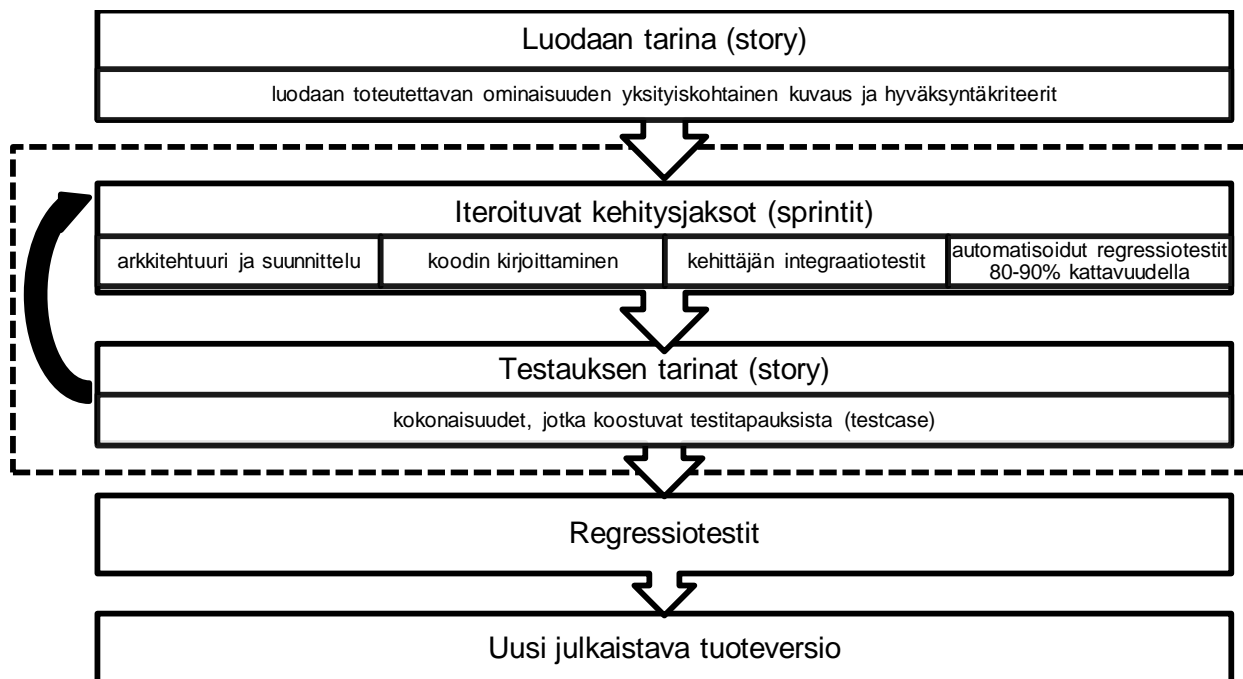 Luodaan tarina (story)
luodaan toteutettavan ominaisuuden yksityiskohtainen kuvaus ja hyväksyntäkriteerit
Iteroituvat kehitysjaksot (sprintit)
arkkitehtuuri ja suunnittelu
koodin kirjoittaminen
kehittäjän integraatiotestit
automatisoidut regressiotestit
80-90% kattavuudella
Testauksen tarinat (story)
kokonaisuudet, jotka koostuvat testitapauksista (testcase)
Regressiotestit
Uusi julkaistava tuoteversio